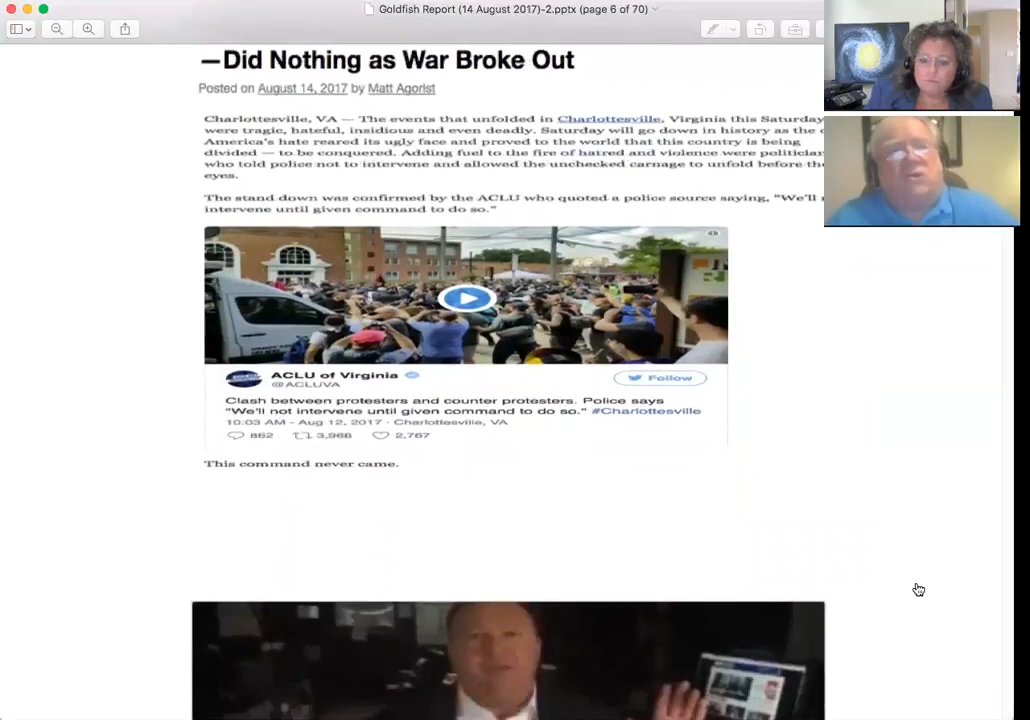 Goldfish Report (14 August 2017)-2.pptx (page 6 of 70)
—Did Nothing as War Broke Out
Posted on August 14, 2017 by Matt Agorist
Charlottesville, VA — The events that unfolded in Charlottesville, Virginia this Saturday
were tragic, hateful, insidious and even deadly. Saturday will go down in history as the
America's hate reared its ugly face and proved to the world that this country is being
divided — to be conquered. Adding fuel to the fire of hatred and violence were
who told police not to intervene and allowed the unchecked carnage to unfold before
eyes.
The stand down was confirmed by the ACLU who quoted a police source saying, "We'll
intervene until given command to do so."
ACLU of Virginia
@ACLUVA
Follow
Clash between protesters and counter protesters. Police says
"We'll not intervene until given command to do so." #Charlottesville
10:03 AM - Aug 12, 2017 · Charlottesville, VA
862 3,966 2,767
This command never came.